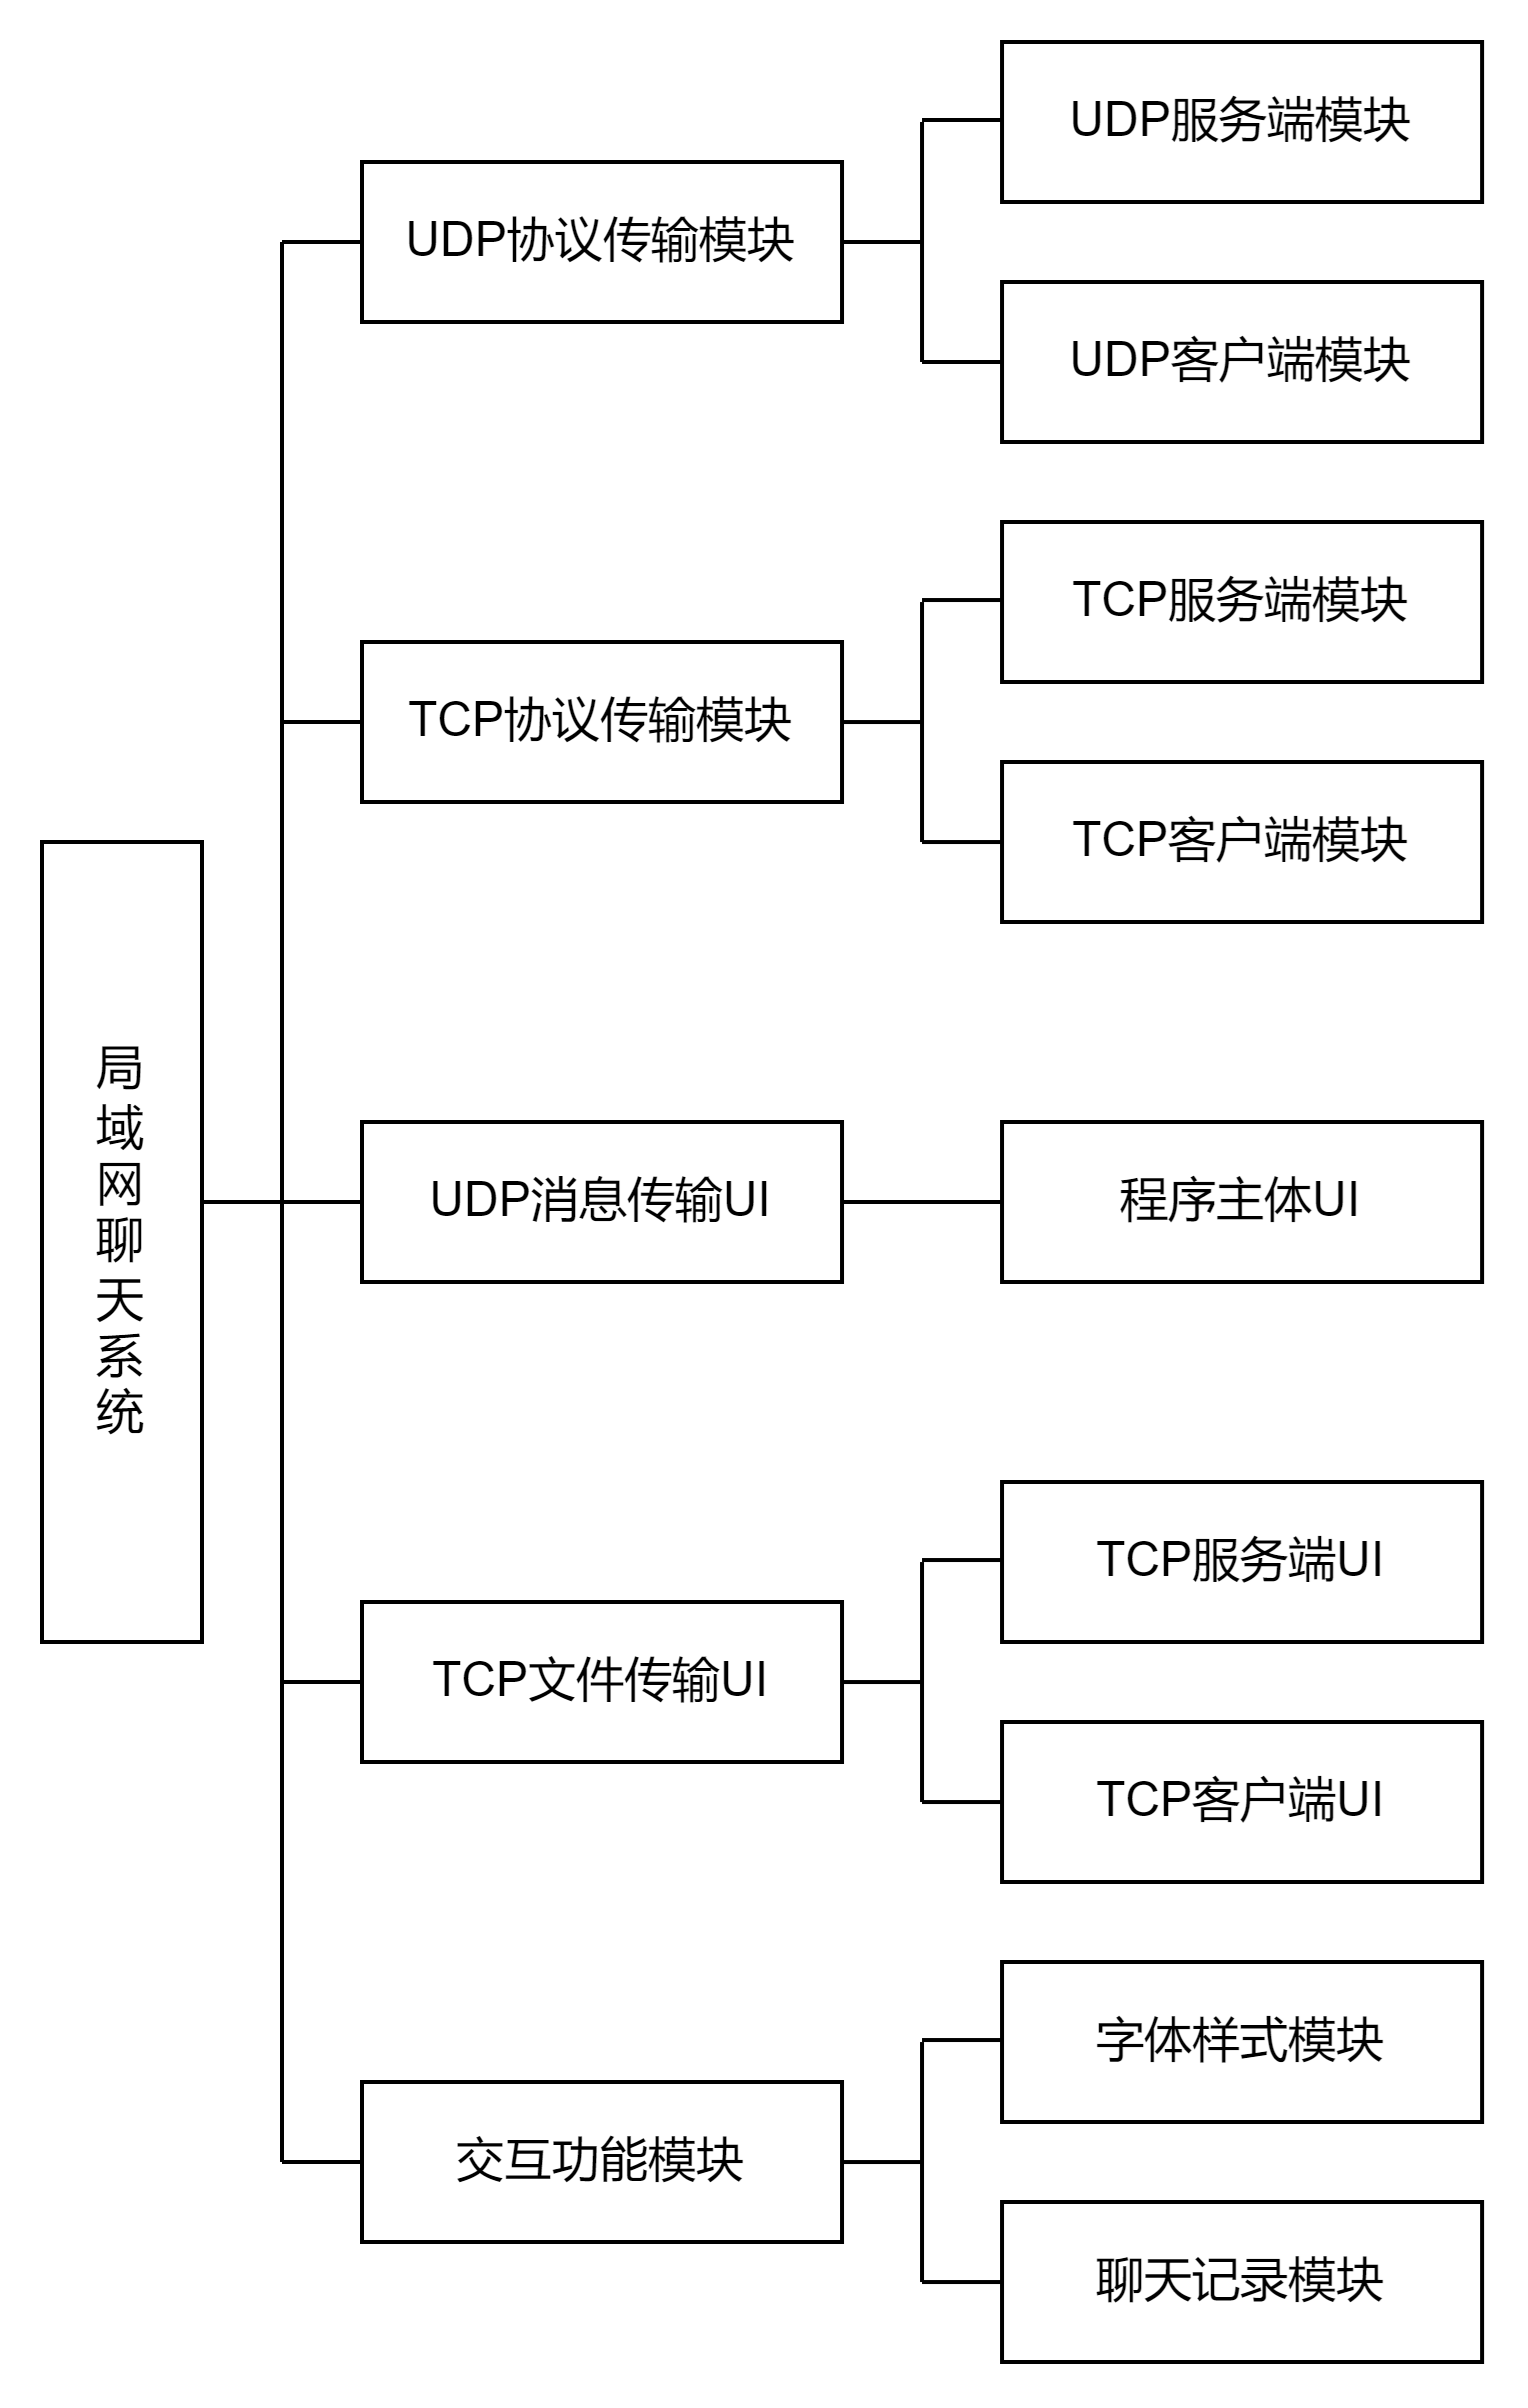 局域网聊天系统
UDP协议传输模块
UDP服务端模块
UDP客户端模块
TCP协议传输模块
TCP服务端模块
TCP客户端模块
UDP消息传输UI
程序主体UI
TCP文件传输UI
TCP服务端UI
TCP客户端UI
交互功能模块
字体样式模块
聊天记录模块